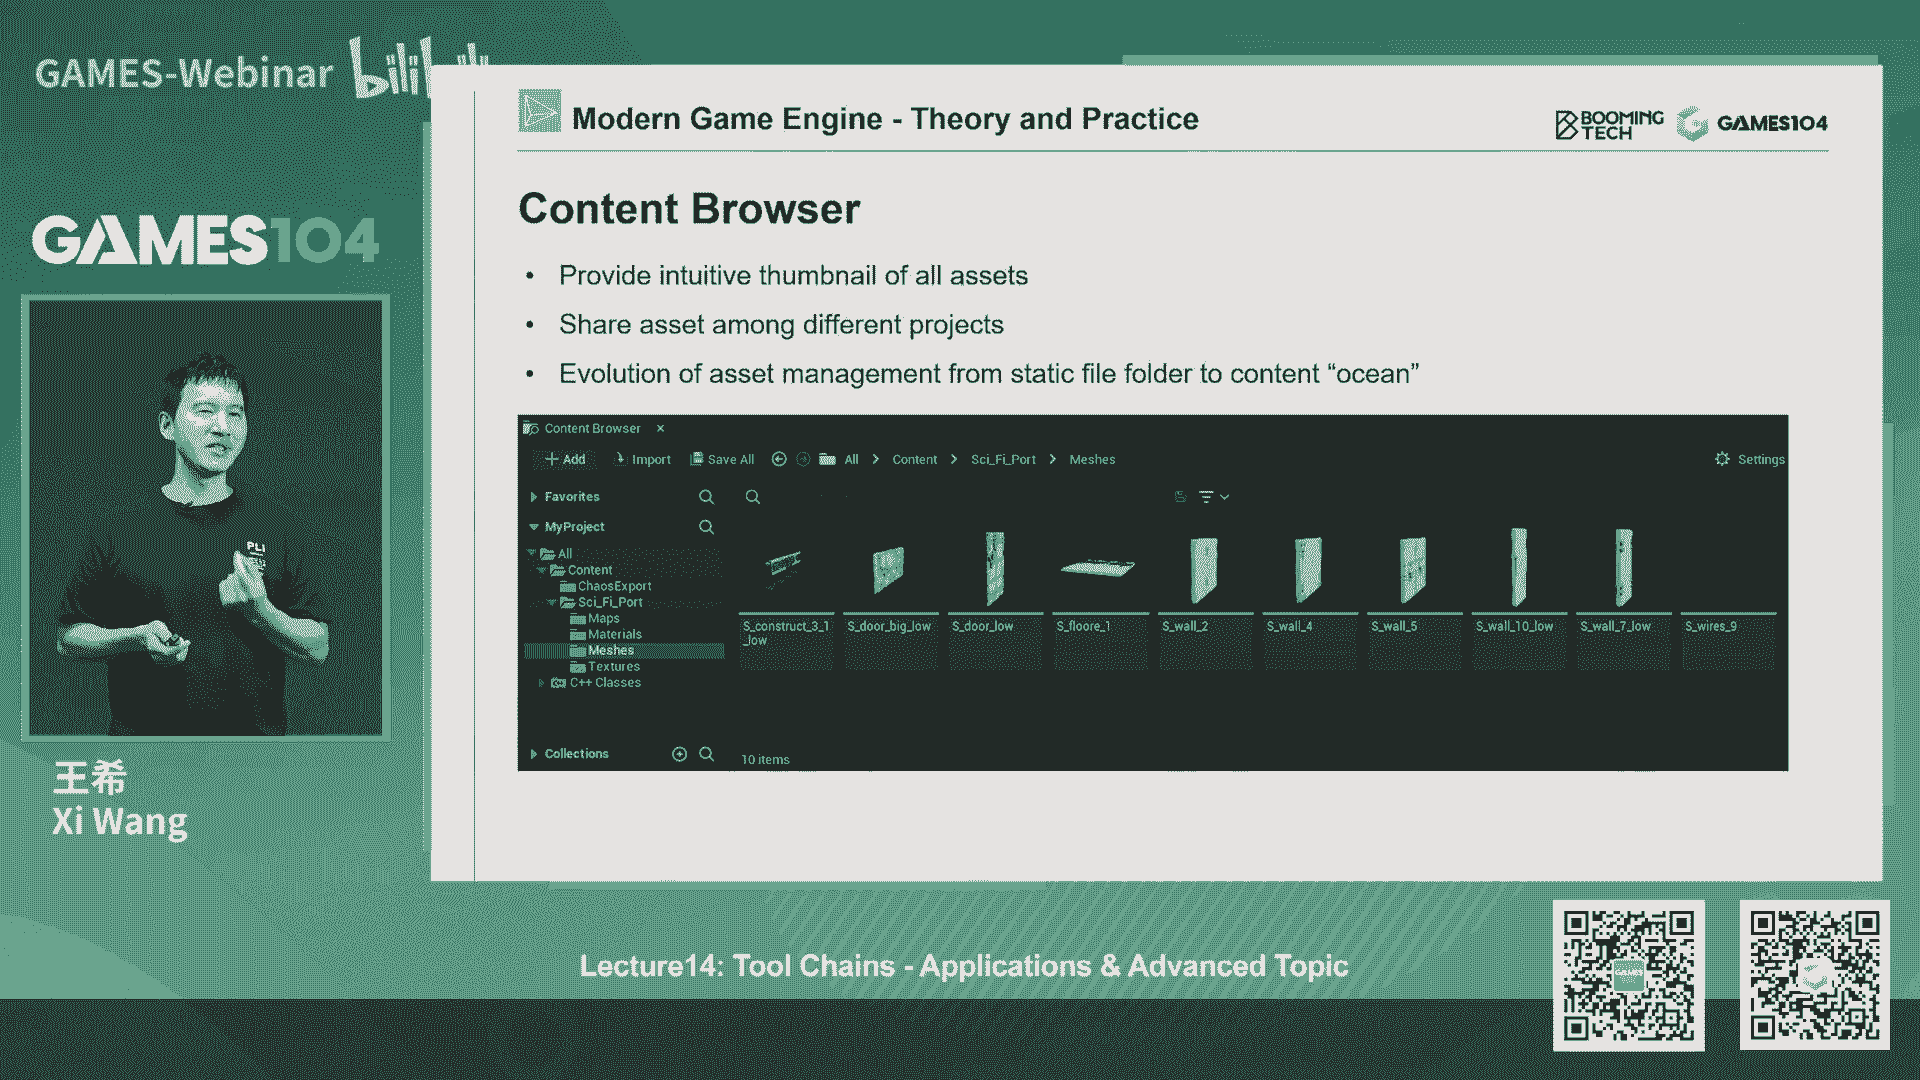 GAMES-Webinar bilibili
GAMES104
王希
Xi Wang
Modern Game Engine - Theory and Practice
BOOMING
TECH
GAMES104
Content Browser
• Provide intuitive thumbnail of all assets
• Share asset among different projects
• Evolution of asset management from static file folder to content “ocean”
Content Browser ×
+ Add Import Save All All > Content > Sci_Fi_Port > Meshes Settings
Favorites
MyProject
All
Content
ChaosExport
Sci_Fi_Port
Maps
Materials
Meshes
Textures
C++ Classes
Collections
S_construct_3_1
_low
S_door_big_low
S_door_low
S_floore_1
S_wall_2
S_wall_4
S_wall_5
S_wall_10_low
S_wall_7_low
S_wires_9
10 items
Lecture14: Tool Chains - Applications & Advanced Topic